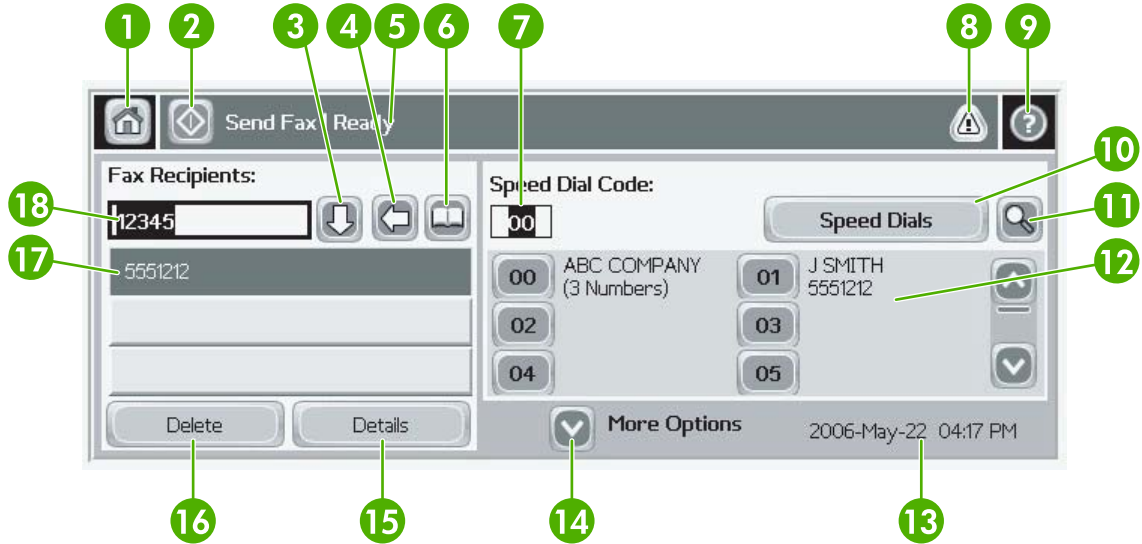 1 2 3 4 5 6 7 8 9
Send Fax | Ready
Fax Recipients:
Speed Dial Code:
10
18 12345
00
Speed Dials
11
17 5551212
00 ABC COMPANY
(3 Numbers)
01 J SMITH
5551212
12
02 03
04 05
Delete Details
More Options
2006-May-22 04:17 PM
16 15 14 13